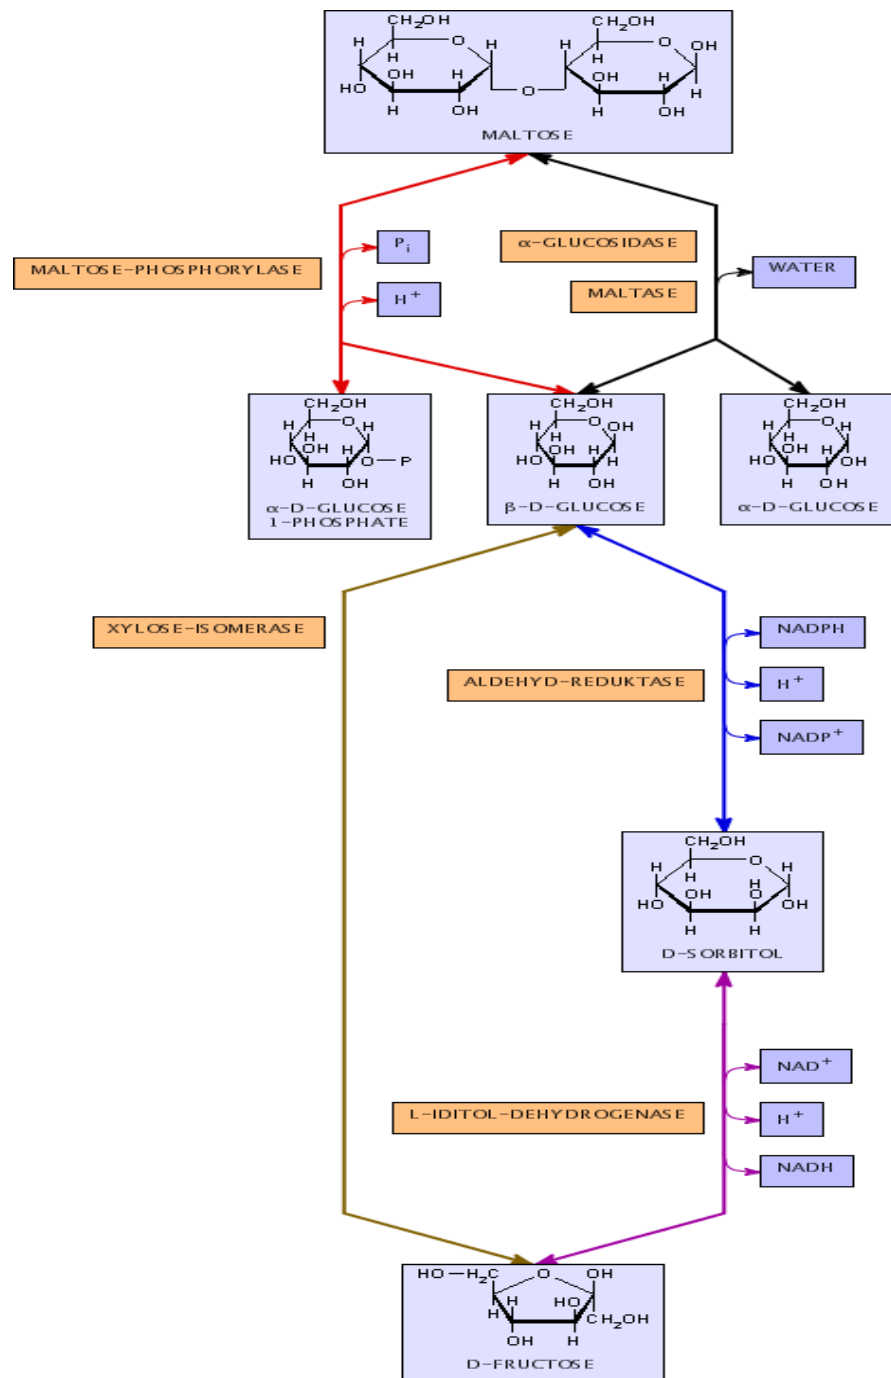 CH2OH
CH2OH
H
O
H
H
O
OH
H
H
HO
OH
H
H
OH
O
H
OH
H
H
OH
H
OH
MALTOSE
MALTOSE-PHOSPHORYLASE
Pi
H+
α-GLUCOSIDASE
MALTASE
WATER
CH2OH
H
O
H
H
HO
OH
H
H
OH
O-P
α-D-GLUCOSE
1-PHOSPHATE
CH2OH
O
OH
H
HO
OH
H
H
H
OH
β-D-GLUCOSE
CH2OH
H
O
H
H
HO
OH
H
H
OH
OH
α-D-GLUCOSE
XYLOSE-ISOMERASE
ALDEHYD-REDUKTASE
NADPH
H+
NADP+
CH2OH
H
O
H
H
HO
OH
H
H
O
H
OH
D-SORBITOL
L-IDITOL-DEHYDROGENASE
NAD+
H+
NADH
HO-H2C
O
OH
H
H
HO
CH2OH
OH
H
D-FRUCTOSE